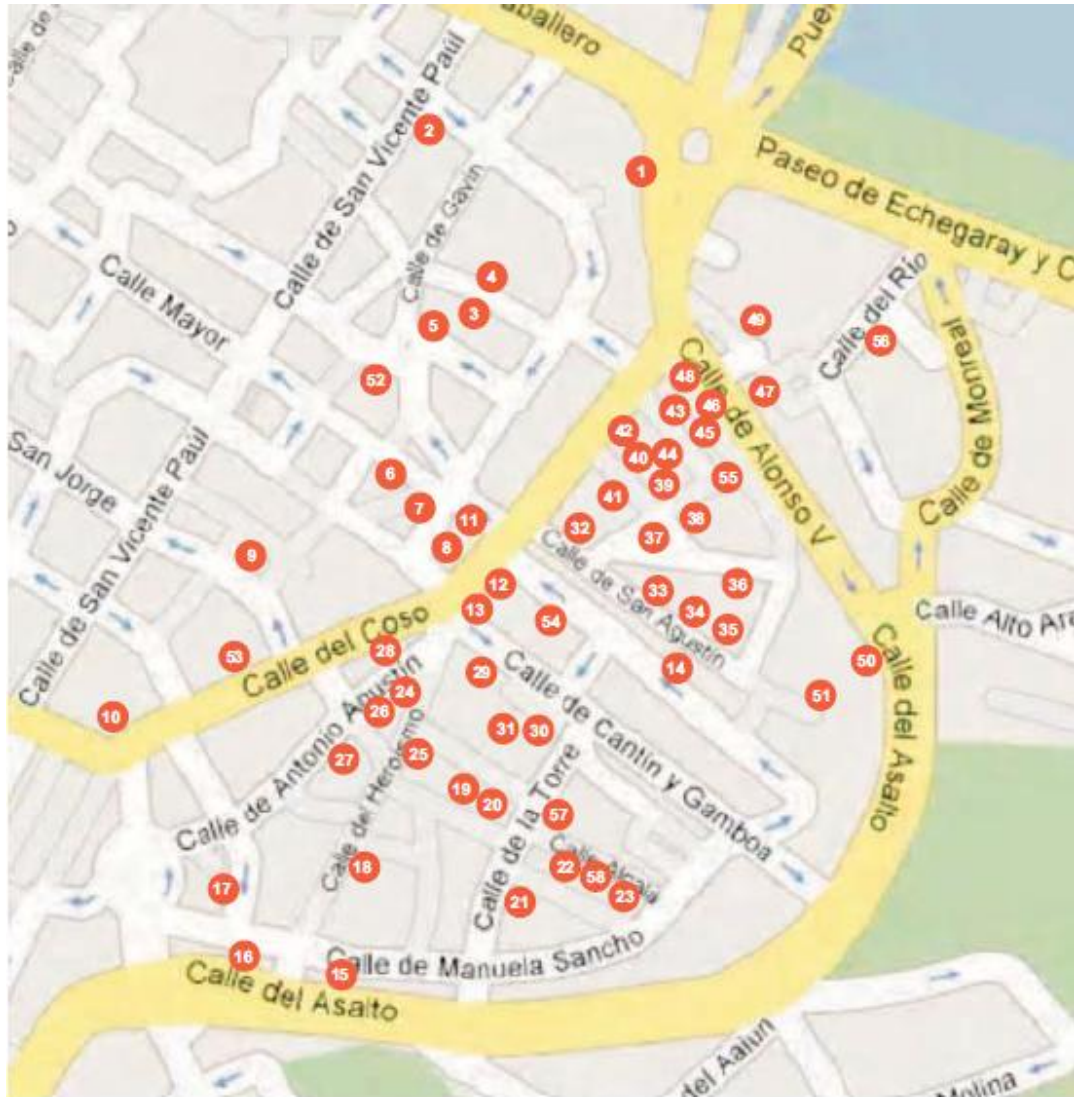 Calle de
aballero
Puer
Calle de San Vicente Paúl
2
1
Paseo de Echegaray y C
Calle de Gavín
4
Calle Mayor
3
5
49
Calle del Río
56
52
48
47
Calle de Alonso V
46
43
45
42
44
40
55
39
41
6
7
11
38
32
37
8
Calle de Monreal
San Jorge
Calle de San Vicente Paúl
9
12
13
54
Calle de San Agustín
33
36
34
35
14
Calle Alto Ara
50
51
Calle del Asalto
53
Calle del Coso
28
29
24
26
10
Calle de Antonio Agustín
Calle de Cantín y Gamboa
31
30
27
25
Calle del Heroísmo
19
20
Calle de la Torre
57
18
22
Calle Alcalá
58
23
21
17
16
15
Calle de Manuela Sancho
Calle del Asalto
del Aaiun
Molina